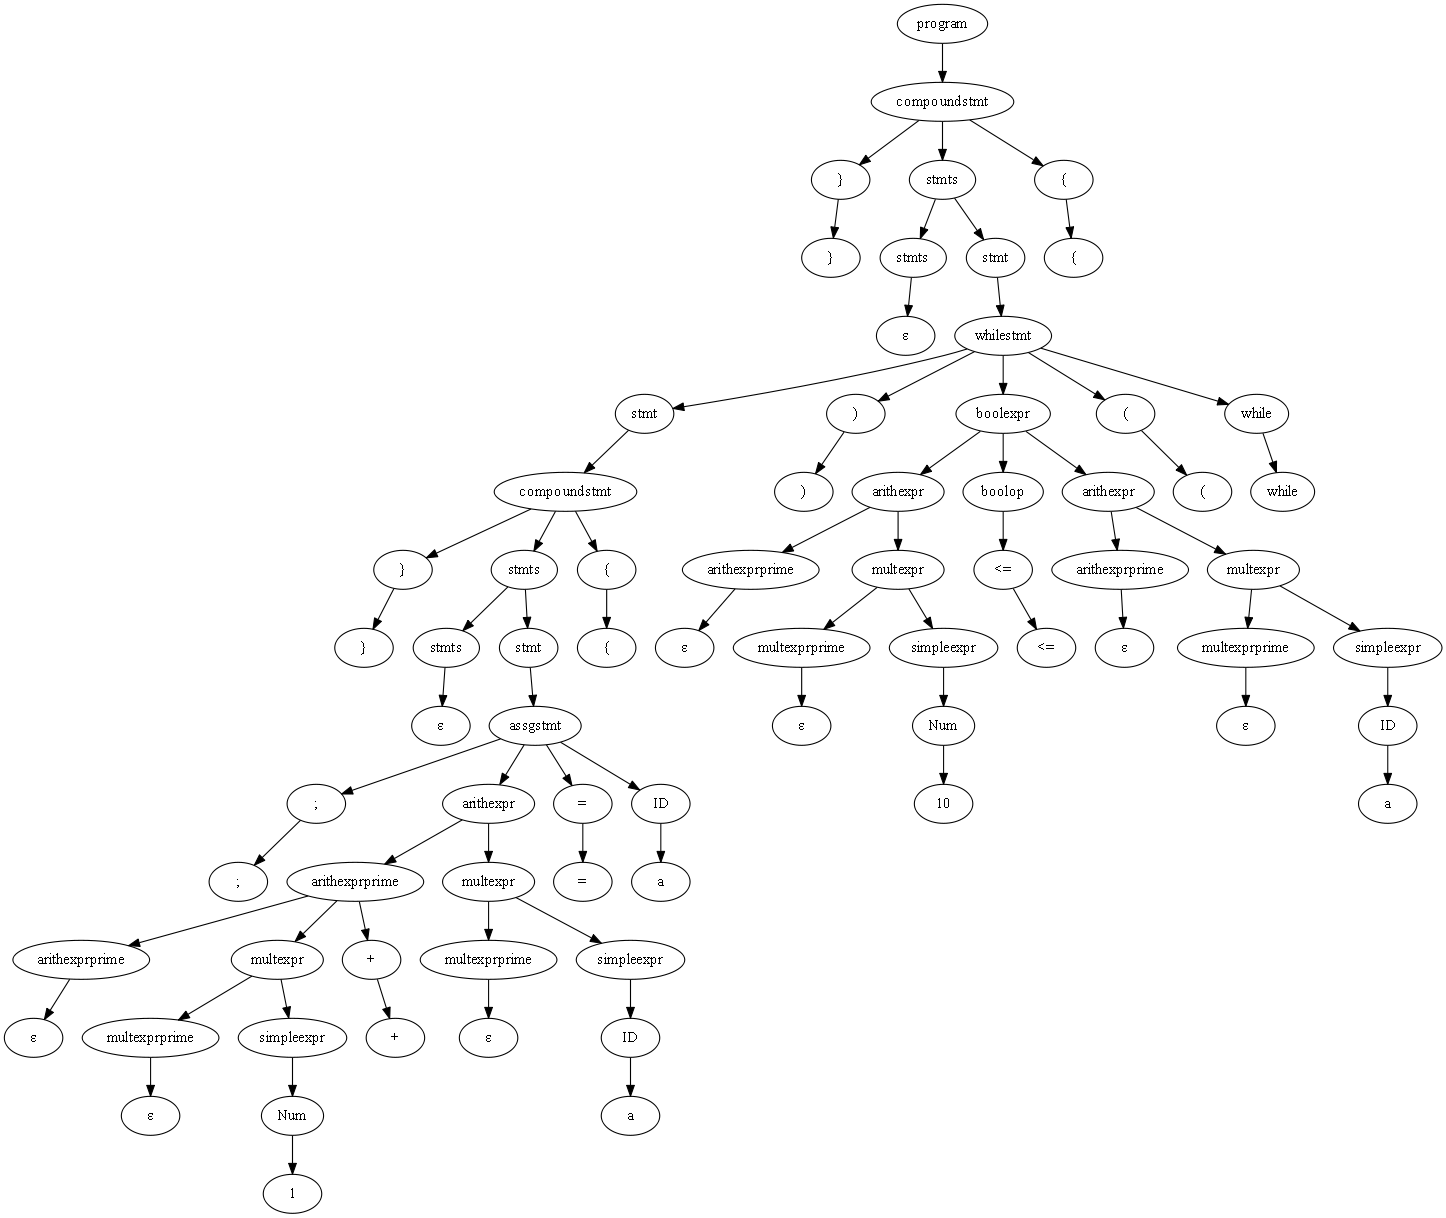 program
compoundstmt
} stmts {
} stmts stmt {
ε whilestmt
stmt ) boolexpr ( while
compoundstmt ) arithexpr boolop arithexpr ( while
} stmts { arithexprprime multexpr <= arithexprprime multexpr
} stmts stmt { ε multexprprime simpleexpr <= ε multexprprime simpleexpr
ε assgstmt ε Num ε ID
; arithexpr = ID 10 a
; arithexprprime multexpr = a
arithexprprime multexpr + multexprprime simpleexpr
ε multexprprime simpleexpr + ε ID
ε Num a
1